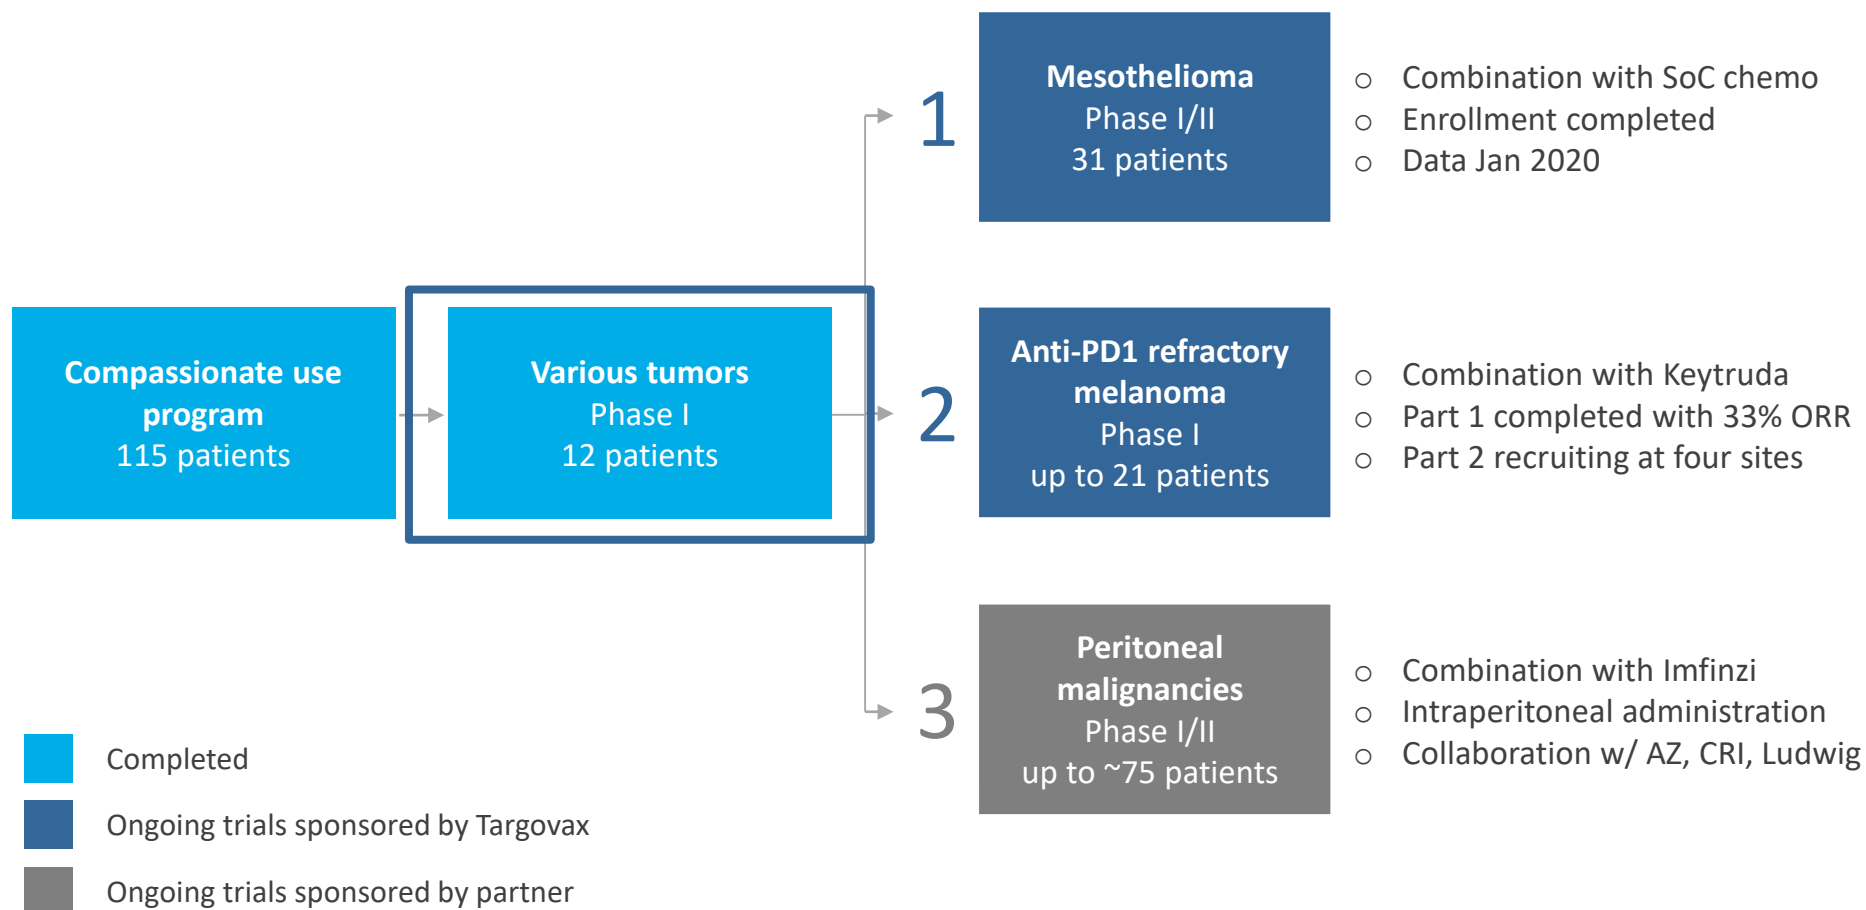 Compassionate use
program
115 patients
Various tumors
Phase I
12 patients
1
Mesothelioma
Phase I/II
31 patients
o Combination with SoC chemo
o Enrollment completed
o Data Jan 2020
2
Anti-PD1 refractory
melanoma
Phase I
up to 21 patients
o Combination with Keytruda
o Part 1 completed with 33% ORR
o Part 2 recruiting at four sites
3
Peritoneal
malignancies
Phase I/II
up to ~75 patients
o Combination with Imfinzi
o Intraperitoneal administration
o Collaboration w/ AZ, CRI, Ludwig
Completed
Ongoing trials sponsored by Targovax
Ongoing trials sponsored by partner